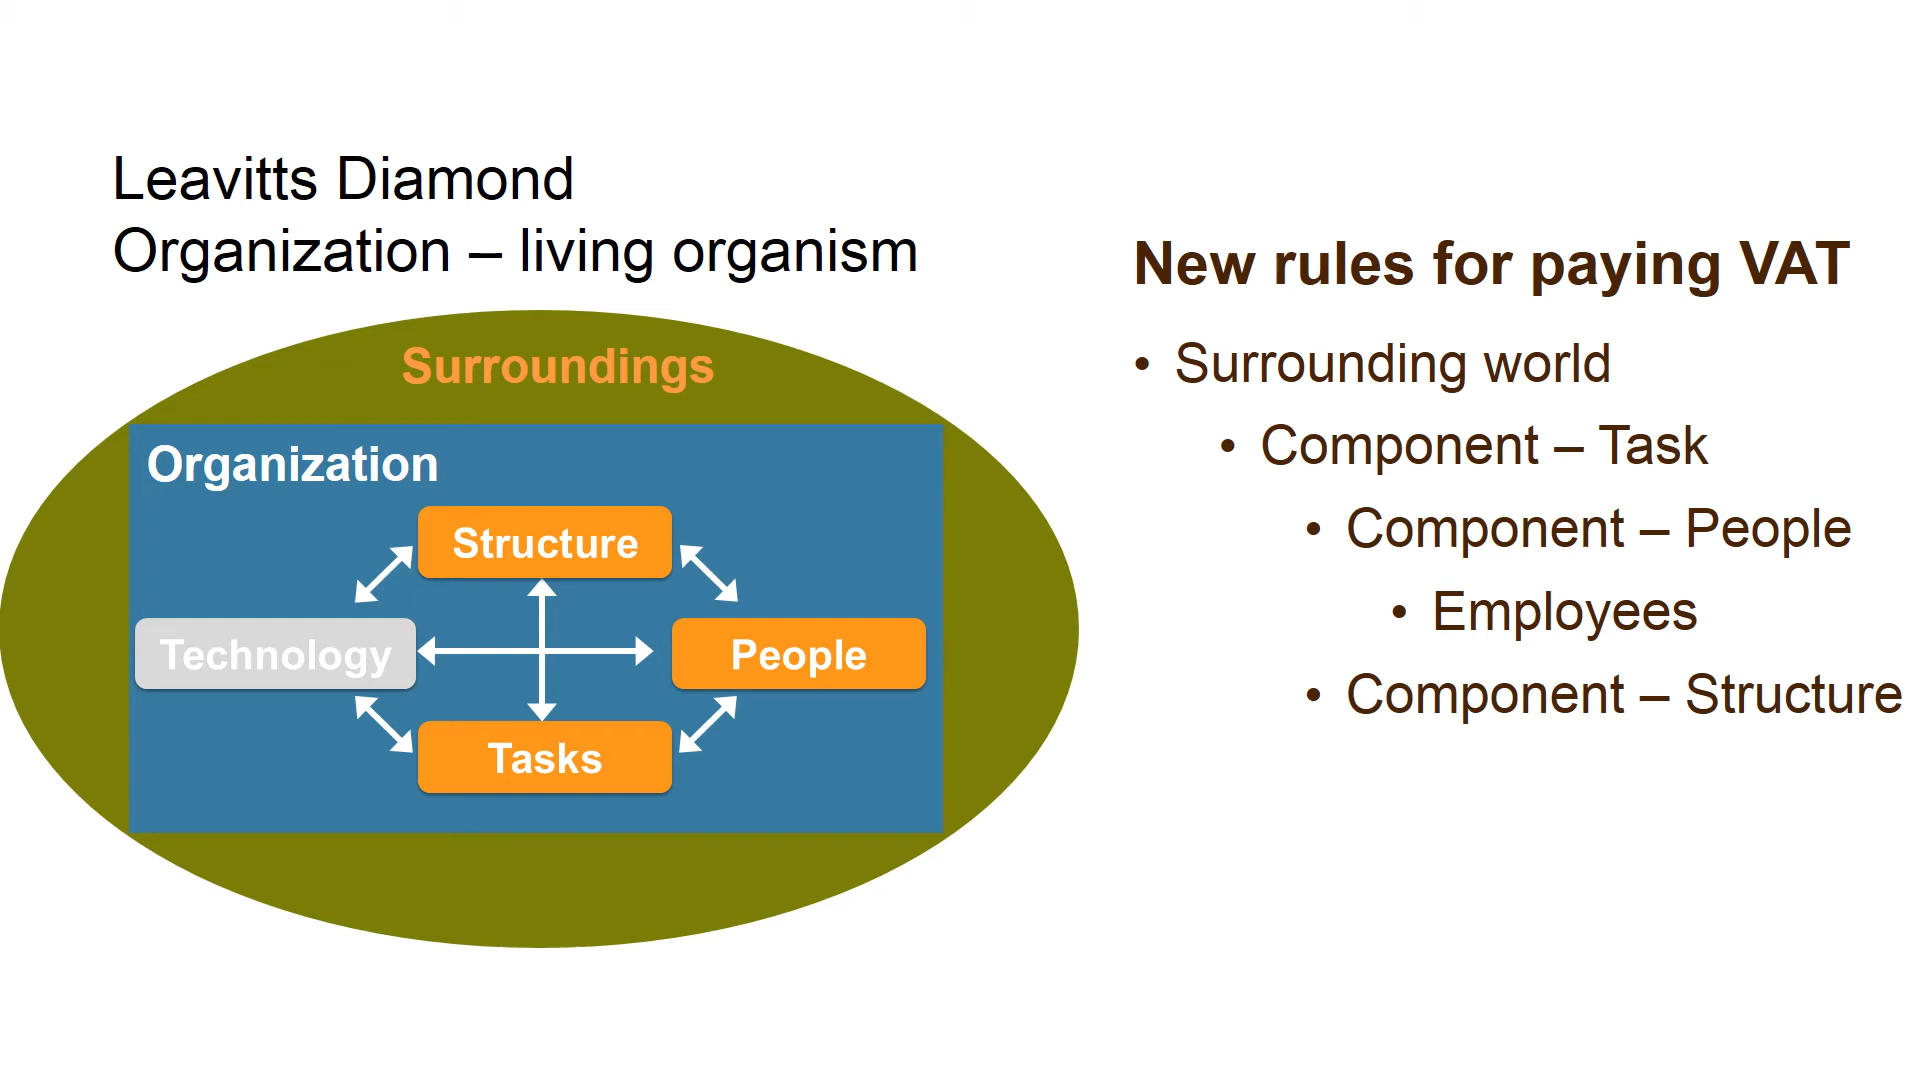 Leavitts Diamond
Organization – living organism
Surroundings
Organization
Structure
Technology
People
Tasks
New rules for paying VAT
• Surrounding world
• Component – Task
• Component – People
• Employees
• Component – Structure